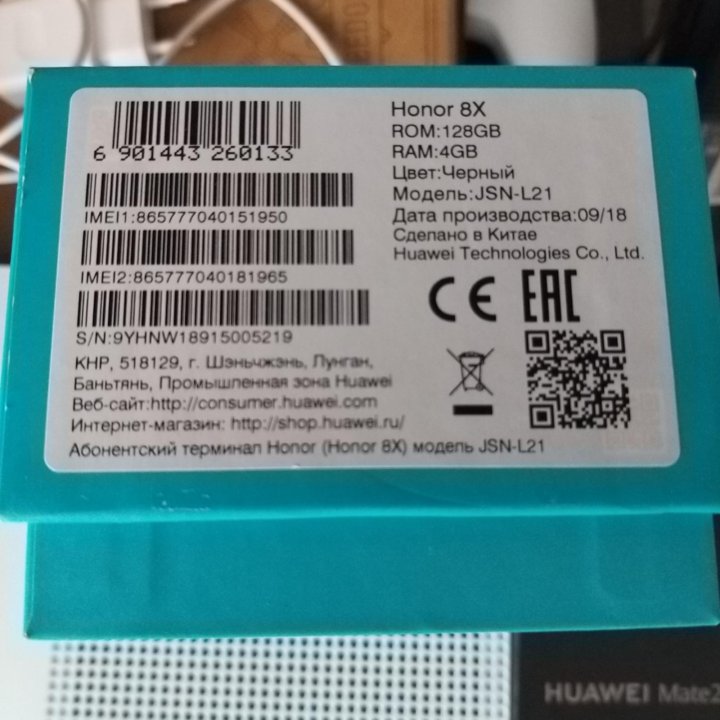 6 901443 260133
IMEI1:865777040151950
IMEI2:865777040181965
S/N:9YHNW18915005219
Honor 8X
ROM:128GB
RAM:4GB
Цвет:Черный
Модель:JSN-L21
Дата производства:09/18
Сделано в Китае
Huawei Technologies Co., Ltd.
CE EAC
КНР, 518129, г. Шэньчжэнь, Лунган,
Баньтянь, Промышленная зона Huawei
Веб-сайт:http://consumer.huawei.com
Интернет-магазин: http://shop.huawei.ru/
Абонентский терминал Honor (Honor 8X) модель JSN-L21
HUAWEI Mate2